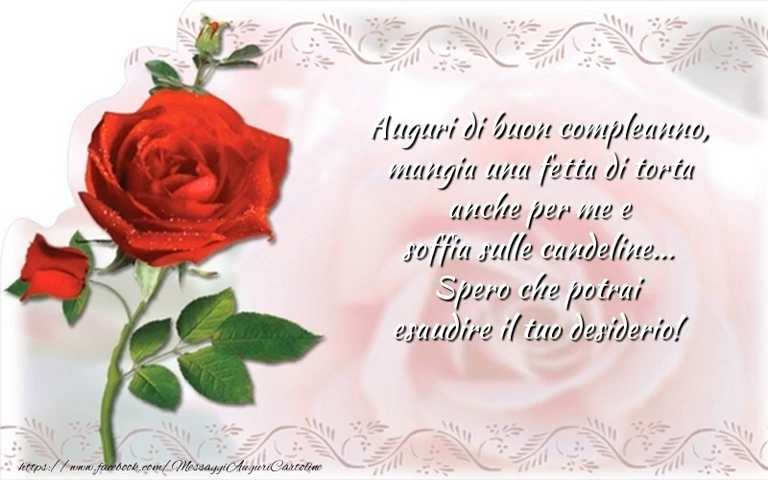 Auguri di buon compleanno,
mangia una fetta di torta
anche per me e
soffia sulle candeline...
Spero che potrai
esaudire il tuo desiderio!
https://www.facebook.com/MessaggiAuguriCartoline